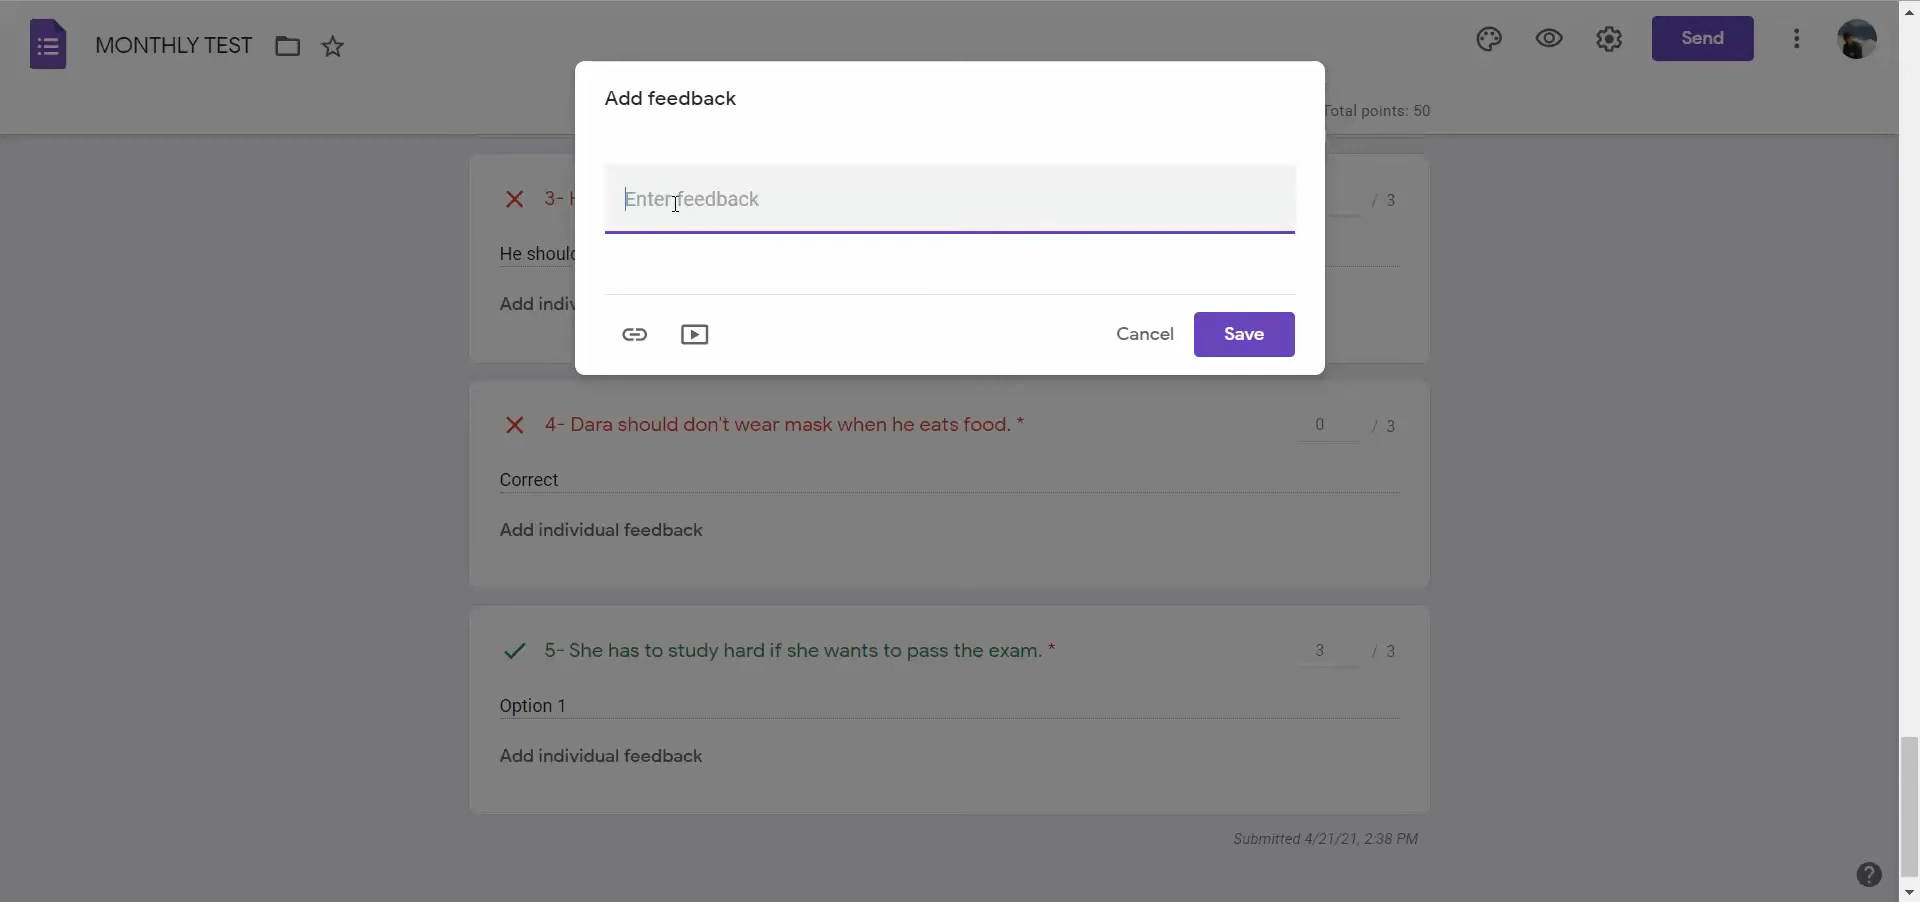 MONTHLY TEST
Send
Total points: 50
Add feedback
Enter feedback
Cancel
Save
3-
/ 3
He should
Add
4- Dara should don't wear mask when he eats food. *
0 / 3
Correct
Add individual feedback
5- She has to study hard if she wants to pass the exam. *
3 / 3
Option 1
Add individual feedback
Submitted 4/21/21, 2:38 PM